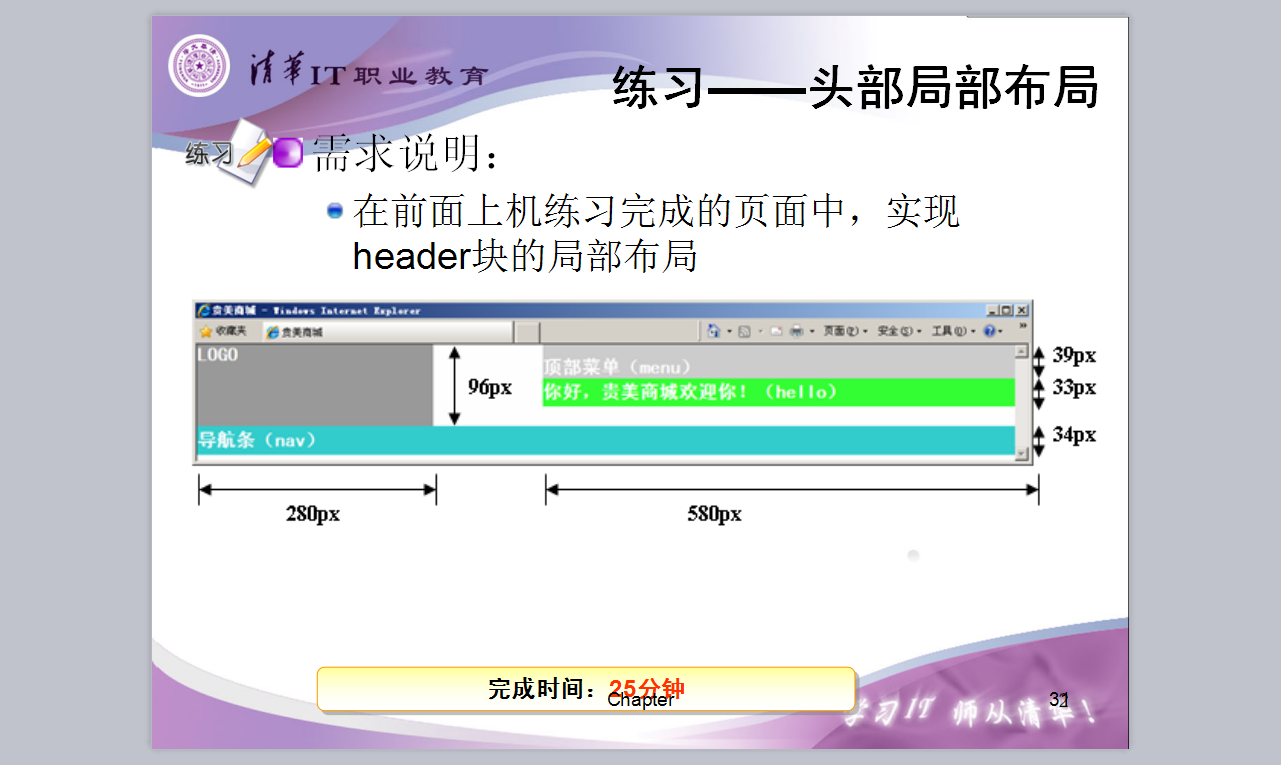 清华IT职业教育
练习——头部局部布局
练习
需求说明：
在前面上机练习完成的页面中，实现
header块的局部布局
贵美商城 - Windows Internet Explorer
收藏夹 贵美商城 页面(P) 安全(S) 工具(O) »
LOGO
顶部菜单（menu）
39px
96px
你好，贵美商城欢迎你！（hello）
33px
导航条（nav）
34px
280px
580px
完成时间：25分钟
Chapter
学习IT 师从清华！